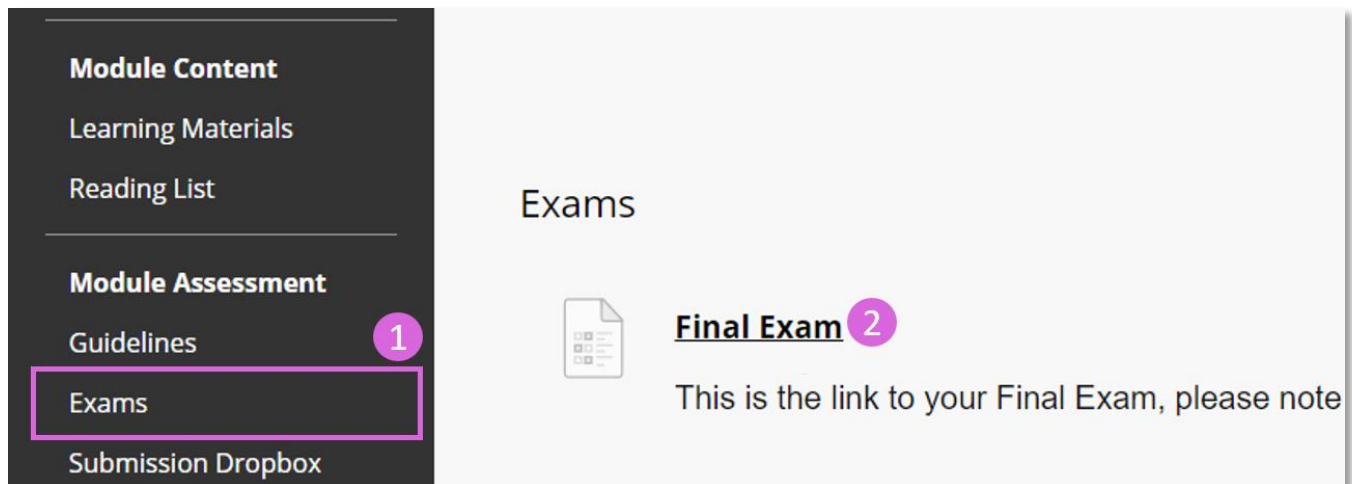 Module Content
Learning Materials
Reading List
Module Assessment
Guidelines
1
Exams
Submission Dropbox
Exams
Final Exam 2
This is the link to your Final Exam, please note